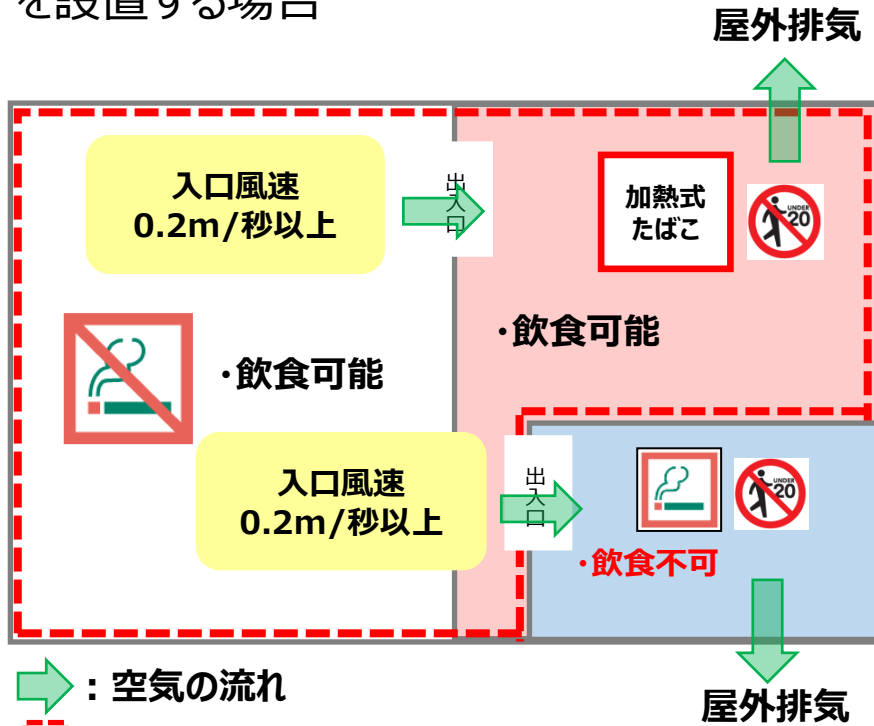 を設置する場合
屋外排気
入口風速
0.2m/秒以上
出入口
加熱式
たばこ
UNDER
20
・飲食可能
・飲食可能
入口風速
0.2m/秒以上
出入口
UNDER
20
・飲食不可
：空気の流れ
屋外排気